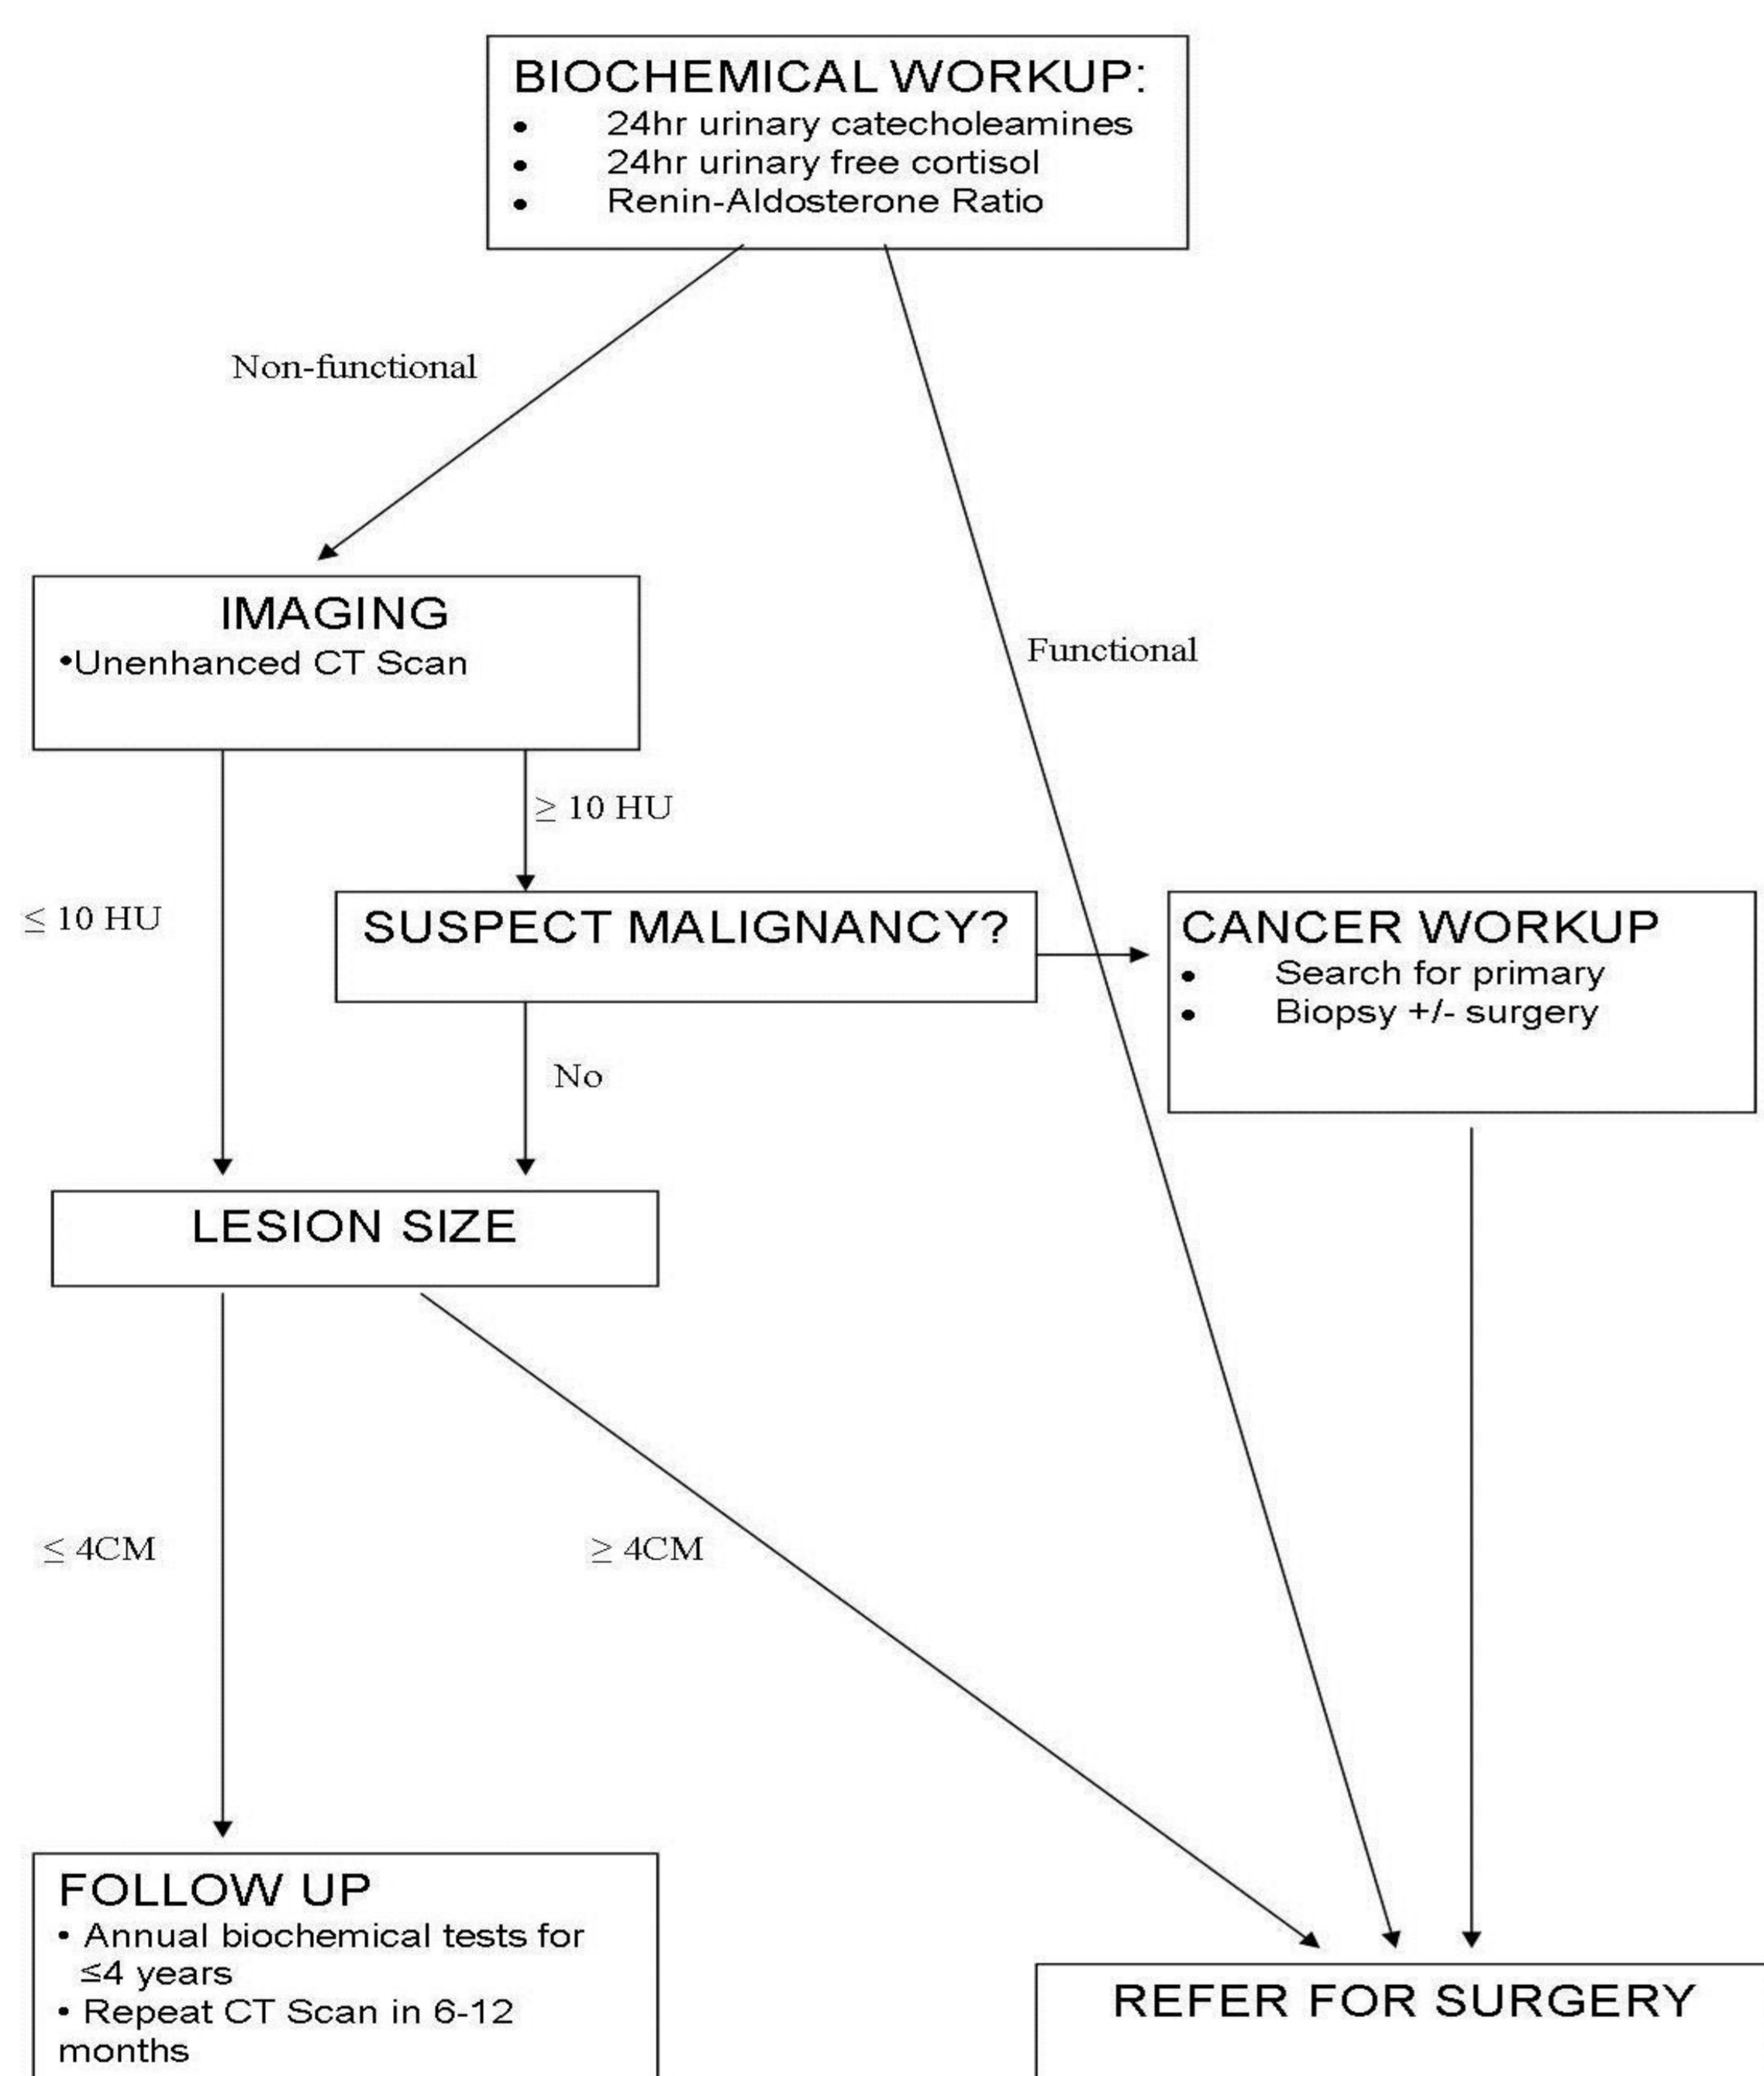 BIOCHEMICAL WORKUP:
• 24hr urinary catecholeamines
• 24hr urinary free cortisol
• Renin-Aldosterone Ratio
Non-functional
IMAGING
•Unenhanced CT Scan
Functional
≥ 10 HU
≤ 10 HU
SUSPECT MALIGNANCY?
CANCER WORKUP
• Search for primary
• Biopsy +/- surgery
No
LESION SIZE
≤ 4CM
≥ 4CM
FOLLOW UP
• Annual biochemical tests for
≤4 years
• Repeat CT Scan in 6-12
months
REFER FOR SURGERY